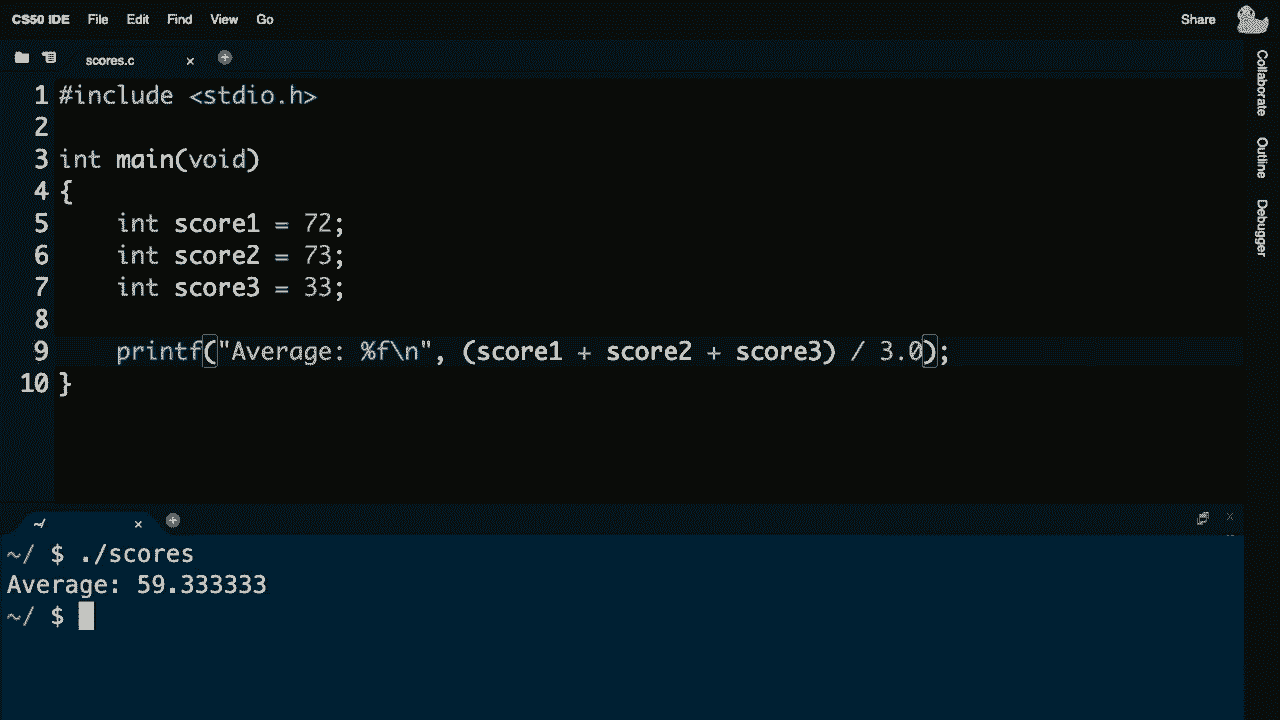 CS50 IDE File Edit Find View Go Share
scores.c x +
Collaborate
Outline
Debugger
1 #include <stdio.h>
2
3 int main(void)
4 {
5     int score1 = 72;
6     int score2 = 73;
7     int score3 = 33;
8
9     printf("Average: %f\n", (score1 + score2 + score3) / 3.0);
10 }
~/ x +
~/ $ ./scores
Average: 59.333333
~/ $